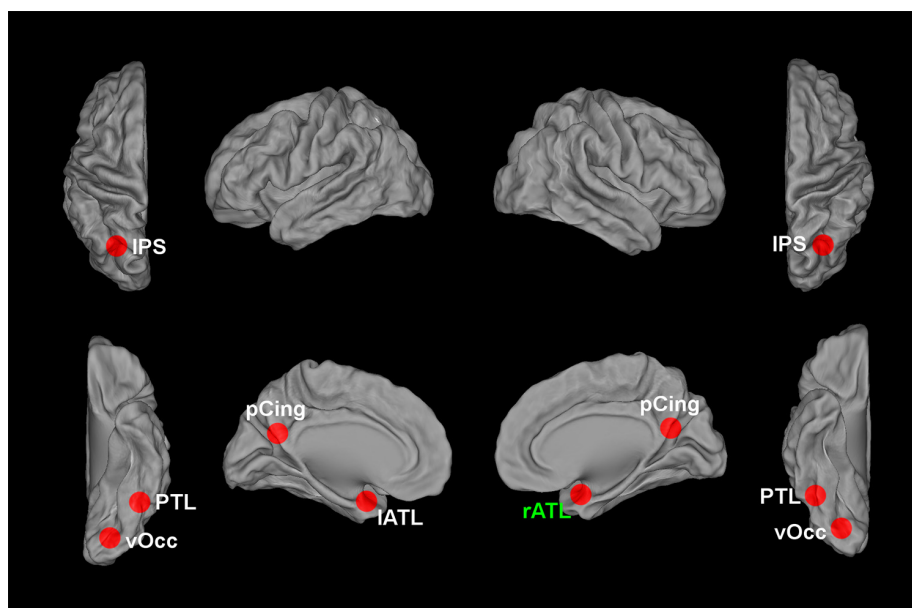 IPS
IPS
pCing
pCing
PTL
lATL
rATL
PTL
vOcc
vOcc